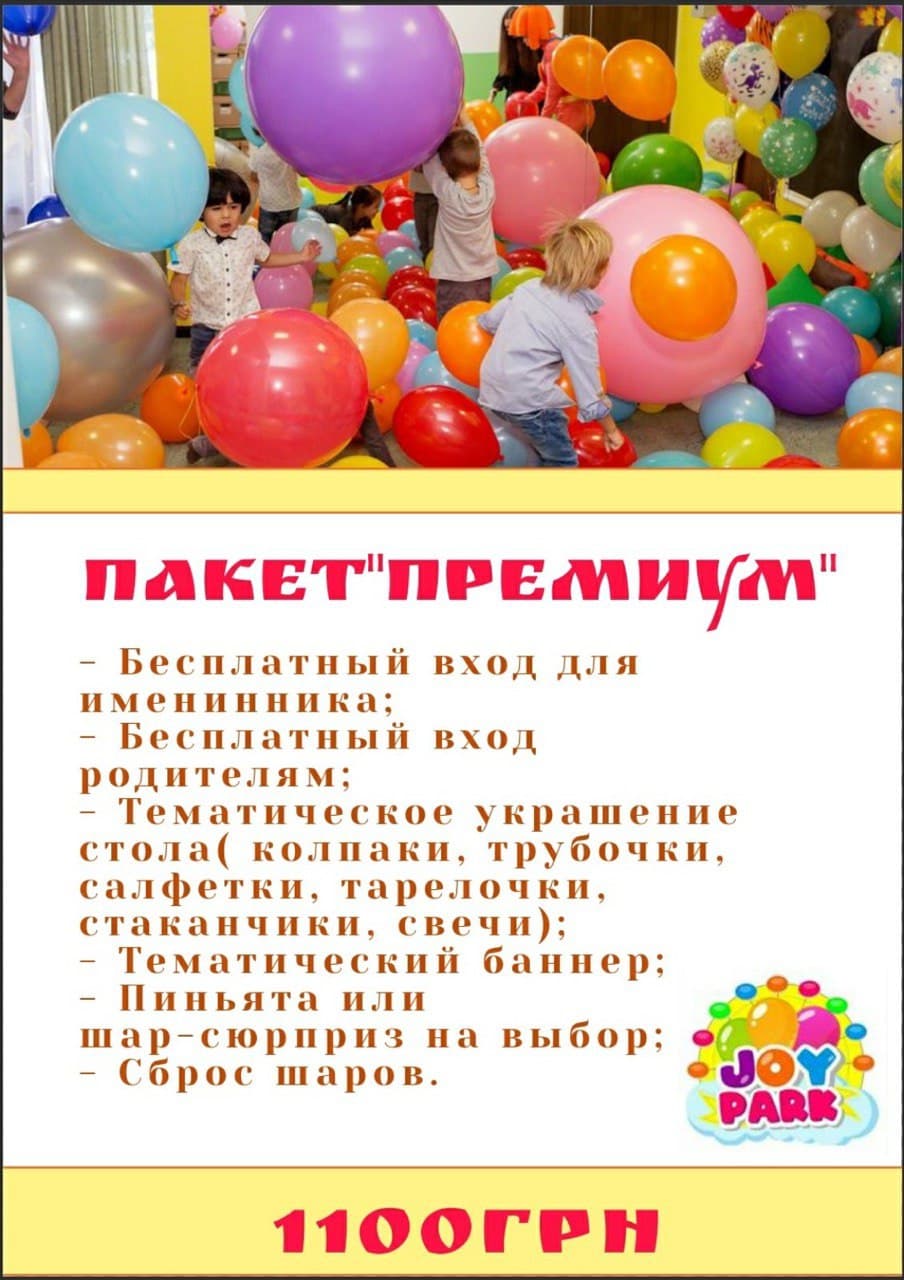 ПАКЕТ"ПРЕМИУМ"
- Бесплатный вход для
именинника;
- Бесплатный вход
родителям;
- Тематическое украшение
стола( колпаки, трубочки,
салфетки, тарелочки,
стаканчики, свечи);
- Тематический баннер;
- Пиньята или
шар-сюрприз на выбор;
- Сброс шаров.
JOY
PARK
1100ГРН